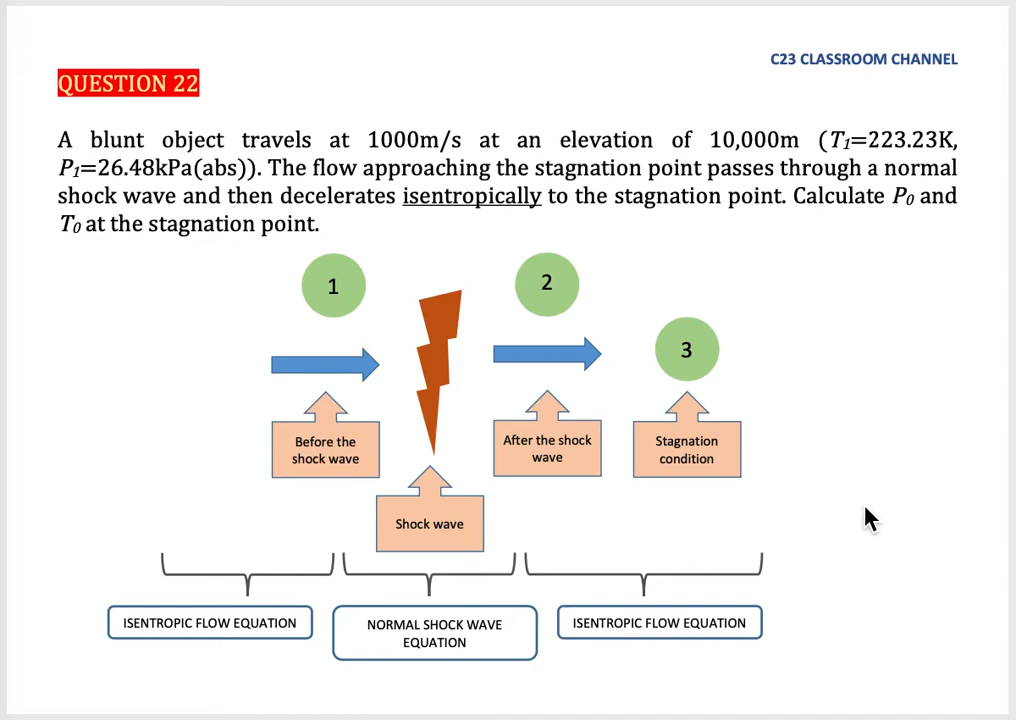 C23 CLASSROOM CHANNEL
QUESTION 22
A blunt object travels at 1000m/s at an elevation of 10,000m (T1=223.23K,
P1=26.48kPa(abs)). The flow approaching the stagnation point passes through a normal
shock wave and then decelerates isentropically to the stagnation point. Calculate P0 and
T0 at the stagnation point.
1
2
3
Before the
shock wave
After the shock
wave
Stagnation
condition
Shock wave
ISENTROPIC FLOW EQUATION
NORMAL SHOCK WAVE
EQUATION
ISENTROPIC FLOW EQUATION